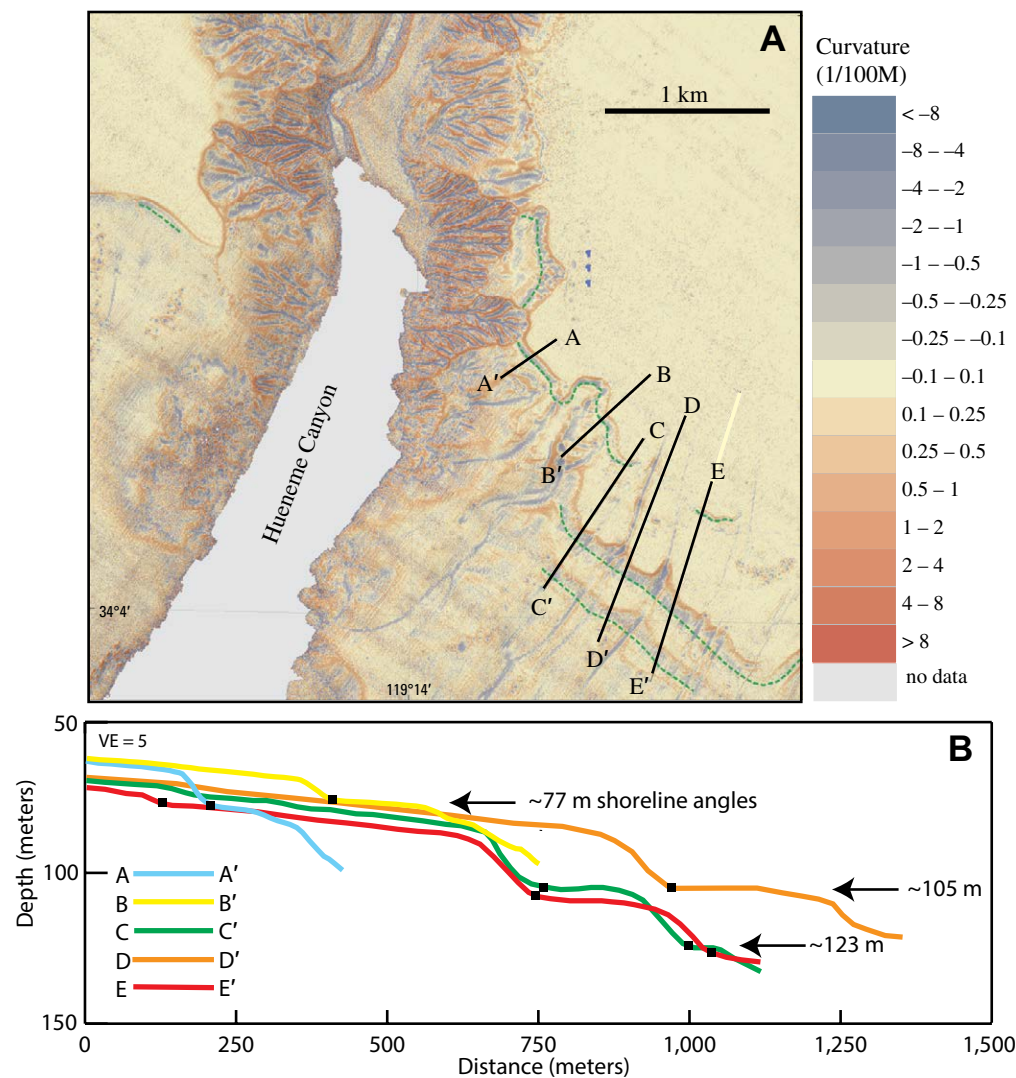 A
Curvature
(1/100M)
1 km
< –8
–8 – –4
–4 – –2
–2 – –1
–1 – –0.5
–0.5 – –0.25
–0.25 – –0.1
–0.1 – 0.1
0.1 – 0.25
0.25 – 0.5
0.5 – 1
1 – 2
2 – 4
4 – 8
> 8
no data
Hueneme Canyon
A
A′
B
B′
C
C′
D
D′
E
E′
34°4′
119°14′
B
VE = 5
~77 m shoreline angles
~105 m
~123 m
A A′
B B′
C C′
D D′
E E′
Depth (meters)
50
100
150
0 250 500 750 1,000 1,250 1,500
Distance (meters)